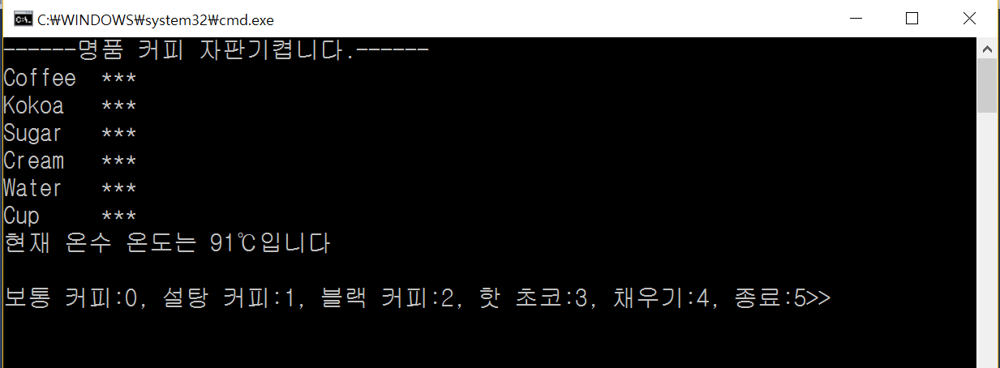 C:₩WINDOWS₩system32₩cmd.exe
------명품 커피 자판기켭니다.------
Coffee  ***
Kokoa   ***
Sugar   ***
Cream   ***
Water   ***
Cup     ***
현재 온수 온도는 91℃입니다
보통 커피:0, 설탕 커피:1, 블랙 커피:2, 핫 초코:3, 채우기:4, 종료:5>>